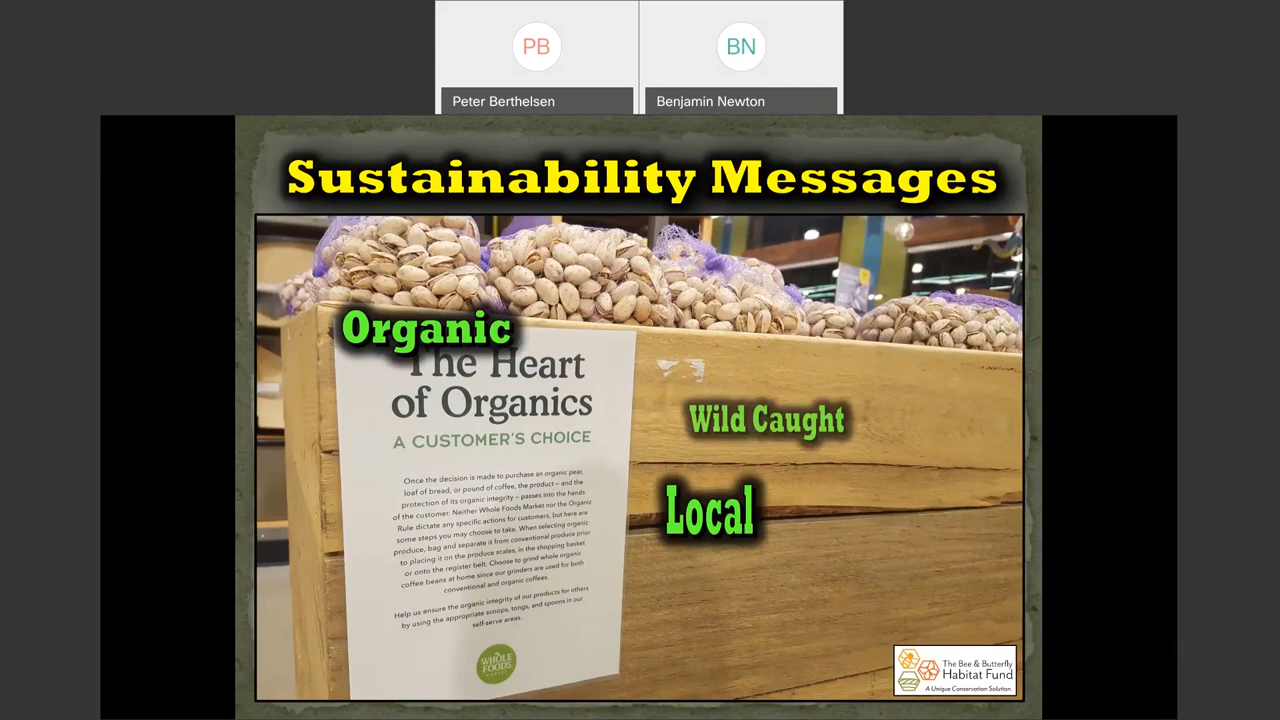 PB
BN
Peter Berthelsen
Benjamin Newton
Sustainability Messages
Organic
The Heart
of Organics
A CUSTOMER'S CHOICE
Once the decision is made to purchase an organic pear,
loaf of bread, or pound of coffee, the product – and the
protection of its organic integrity – passes into the hands
of the customer. Neither Whole Foods Market nor the Organic
Rule dictate any specific actions for customers, but here are
some steps you may choose to take. When selecting organic
produce, bag and separate it from conventional produce prior
to placing it on the produce scales, in the shopping basket
or onto the register belt. Choose to grind whole organic
coffee beans at home since our grinders are used for both
conventional and organic coffees.
Help us ensure the organic integrity of our products for others
by using the appropriate scoops, tongs, and spoons in our
self-serve areas.
WHOLE
FOODS
MARKET
Wild Caught
Local
The Bee & Butterfly
Habitat Fund
A Unique Conservation Solution.